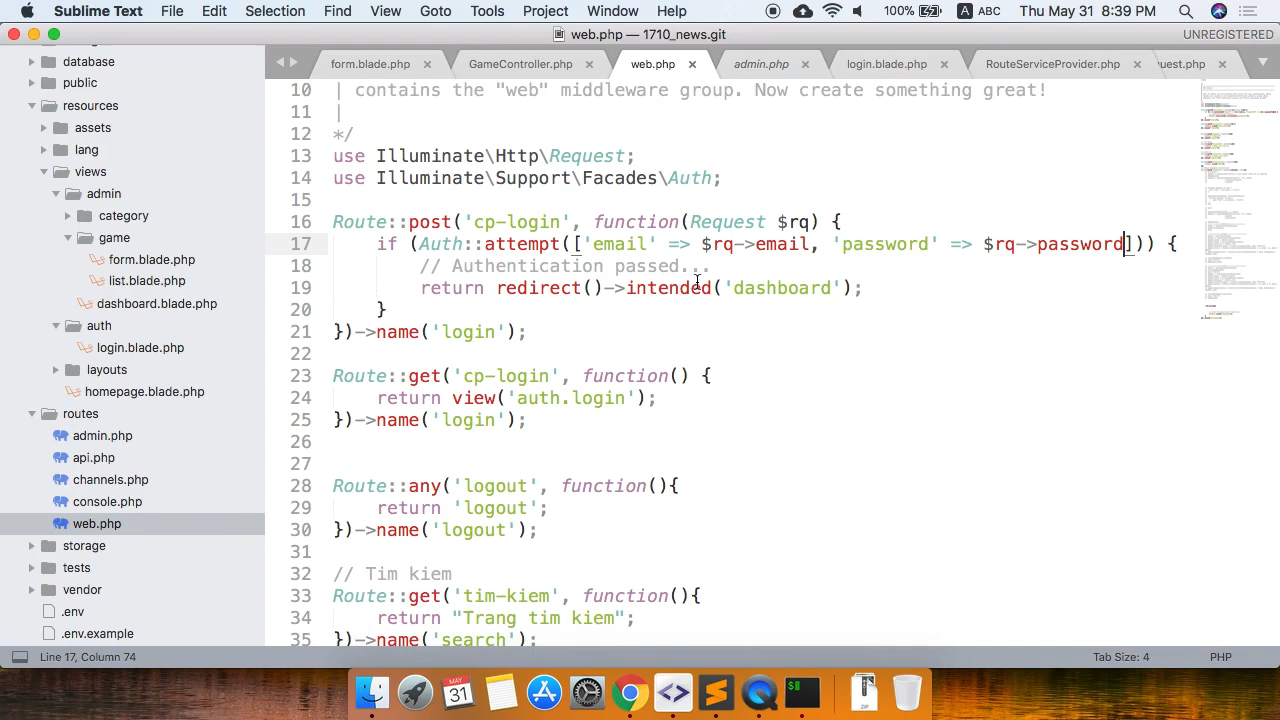 Sublime Text File Edit Selection Find View Goto Tools Project Window Help 100% A ABC Thu May 31 8:39 PM
web.php — 1710_news.git UNREGISTERED
form.blade.php GameController.php web.php admin.php login.blade.php RouteServiceProvider.php uest.php
database
public
resources
assets
lang
category
game
form.blade.php
list.blade.php
dashboard.blade.php
auth
login.blade.php
layouts
homepage.blade.php
routes
admin.php
api.php
channels.php
console.php
web.php
storage
tests
vendor
.env
.env.example
10 | contains the "web" middleware group. Now create something great!
11 |
12 */
13 use Illuminate\Http\Request;
14 use Illuminate\Support\Facades\Auth;
15
16 Route::post('cp-login', function(Request $rq) {
17 if (Auth::attempt(['email' => $rq->email, 'password' => $rq->password])) {
18 Authentication passed...
19 return redirect()->intended('dashboard');
20 }
21 })->name('login');
22
23 Route::get('cp-login', function() {
24 return view('auth.login');
25 })->name('login');
26
27
28 Route::any('logout', function(){
29 return 'logout';
30 })->name('logout');
31
32 // Tim kiem
33 Route::get('tim-kiem', function(){
34 return "Trang tim kiem";
35 })->name('search');
Line 17, Column 74 Tab Size: 4 PHP
MAY
31
ZIP